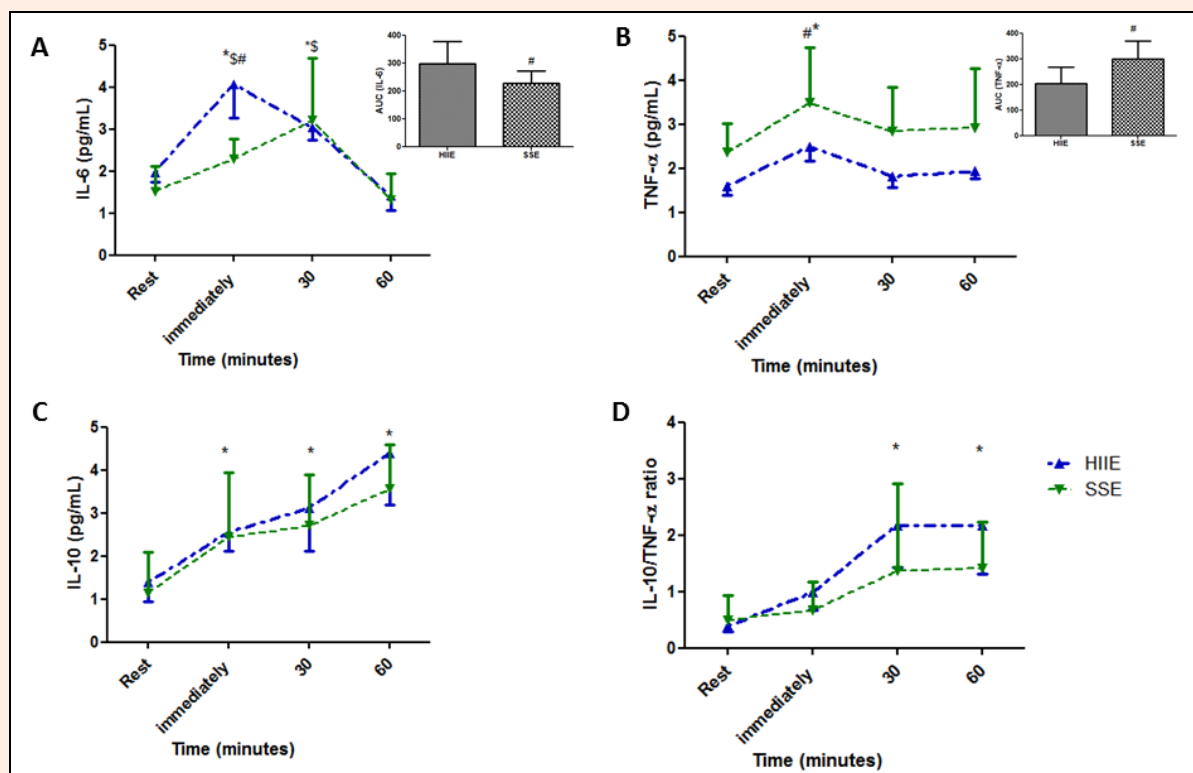 A
IL-6 (pg/mL)
5
4
3
2
1
0
*$#
*$
Rest
immediately
30
60
Time (minutes)
AUC (IL-6)
400
300
200
100
0
#
HIIE
SSE
B
TNF-α (pg/mL)
5
4
3
2
1
0
#*
Rest
immediately
30
60
Time (minutes)
AUC (TNF-α)
400
300
200
100
0
#
HIIE
SSE
C
IL-10 (pg/mL)
5
4
3
2
1
0
*
*
*
Rest
immediately
30
60
Time (minutes)
D
IL-10/TNF-α ratio
4
3
2
1
0
*
*
Rest
immediately
30
60
Time (minutes)
HIIE
SSE